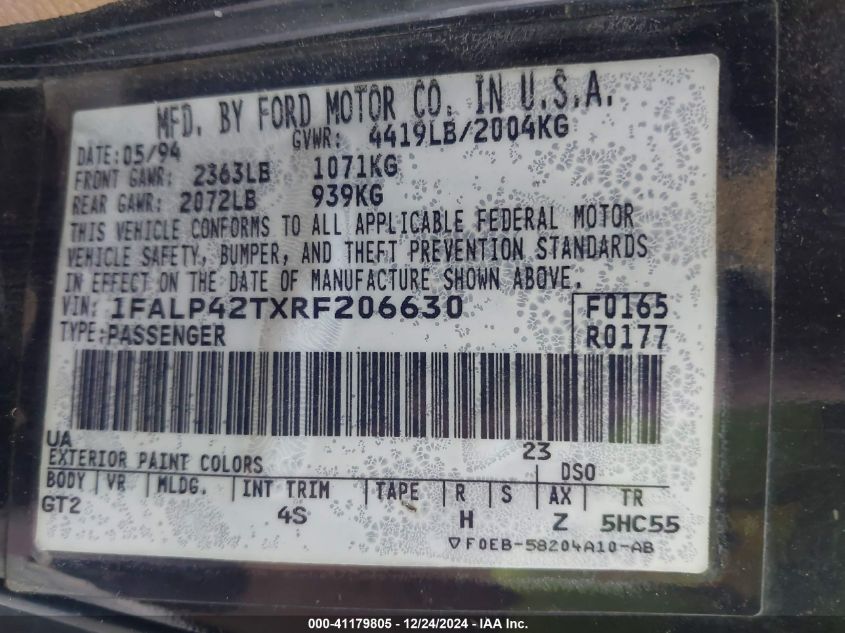 MFD. BY FORD MOTOR CO. IN U.S.A.
DATE: 05/94 GVWR: 4419LB/2004KG
FRONT GAWR: 2363LB 1071KG
REAR GAWR: 2072LB 939KG
THIS VEHICLE CONFORMS TO ALL APPLICABLE FEDERAL MOTOR
VEHICLE SAFETY, BUMPER, AND THEFT PREVENTION STANDARDS
IN EFFECT ON THE DATE OF MANUFACTURE SHOWN ABOVE.
VIN: 1FALP42TXRF206630 F0165
TYPE: PASSENGER R0177
UA 23
EXTERIOR PAINT COLORS DSO
BODY VR MLDG. INT TRIM TAPE R S AX TR
GT2 4S H Z 5HC55
▽F0EB-58204A10-AB
000-41179805 - 12/24/2024 - IAA Inc.